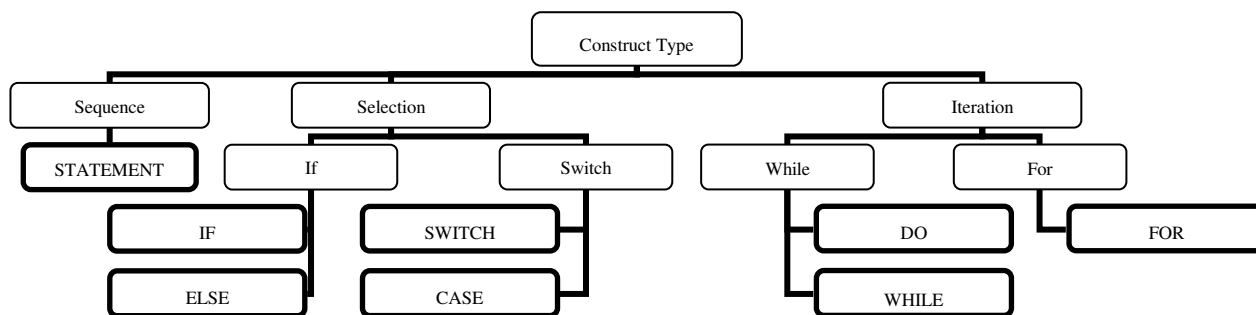 Construct Type
Sequence
Selection
Iteration
STATEMENT
If
Switch
While
For
IF
SWITCH
DO
FOR
ELSE
CASE
WHILE